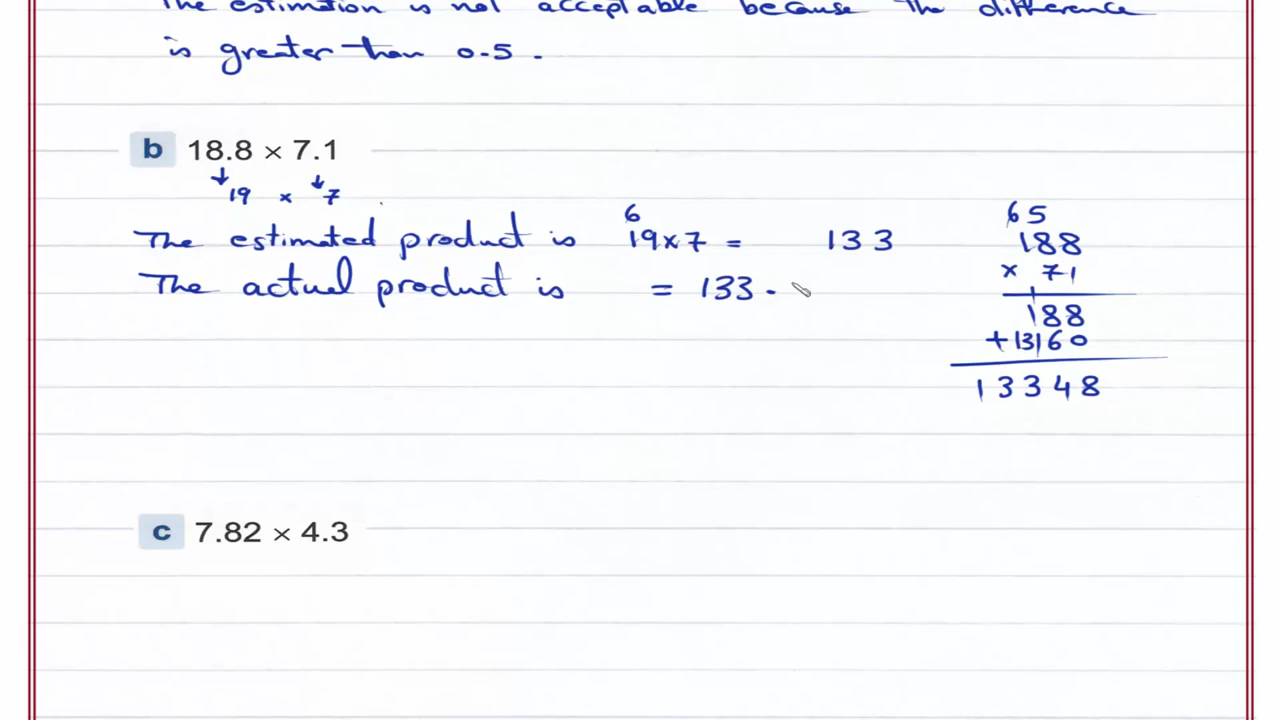 The estimation is not acceptable because the difference
is greater than 0.5 .
b 18.8 × 7.1
↓19 × ↓7
6
The estimated product is 19×7 = 133
The actual product is = 133.
65
188
× 71
1
188
+13160
13348
c 7.82 × 4.3